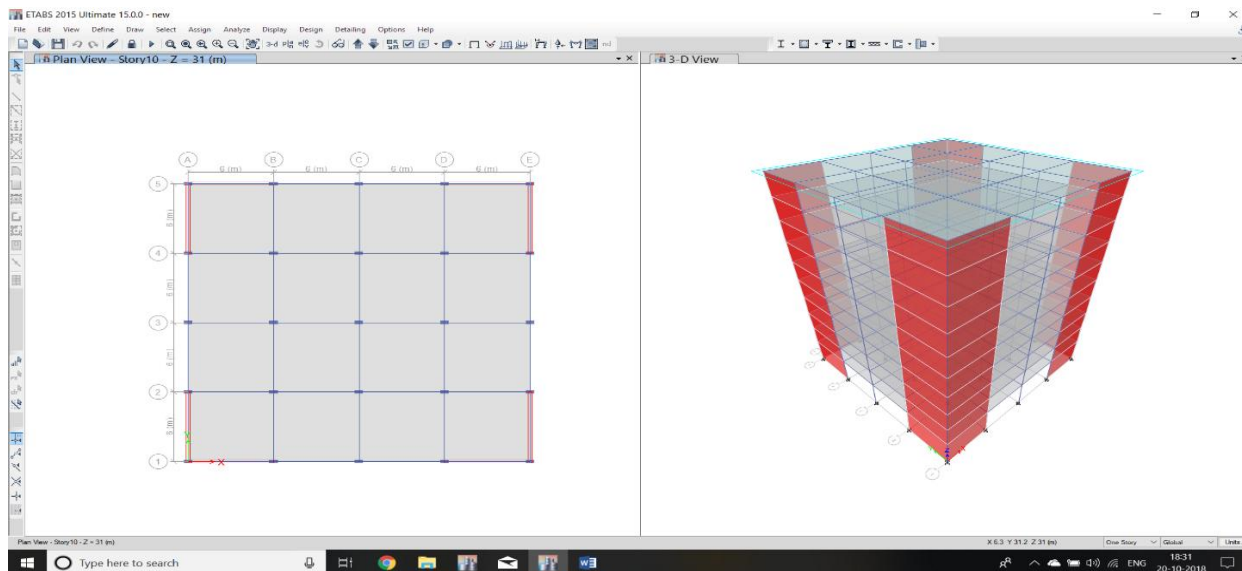 ETABS 2015 Ultimate 15.0.0 - new
File Edit View Define Draw Select Assign Analyze Display Design Detailing Options Help
Plan View - Story10 - Z = 31 (m)
3-D View
A B C D E
6 (m) 6 (m) 6 (m) 6 (m)
5
4
3
2
1
X
Plan View - Story10 - Z = 31 (m)
X 6.3 Y 31.2 Z 31 (m)
One Story
Global
Units
Type here to search
ENG
18:31
20-10-2018